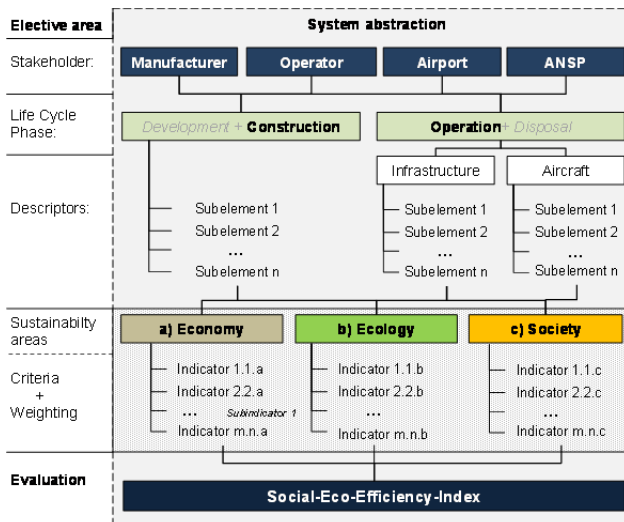 Elective area
System abstraction
Stakeholder:
Manufacturer
Operator
Airport
ANSP
Life Cycle
Phase:
Development + Construction
Operation + Disposal
Infrastructure
Aircraft
Descriptors:
Subelement 1
Subelement 2
...
Subelement n
Subelement 1
Subelement 2
...
Subelement n
Subelement 1
Subelement 2
...
Subelement n
Sustainabilty
areas
a) Economy
b) Ecology
c) Society
Criteria
+
Weighting
Indicator 1.1.a
Indicator 2.2.a
... Subindicator 1
Indicator m.n.a
Indicator 1.1.b
Indicator 2.2.b
...
Indicator m.n.b
Indicator 1.1.c
Indicator 2.2.c
...
Indicator m.n.c
Evaluation
Social-Eco-Efficiency-Index